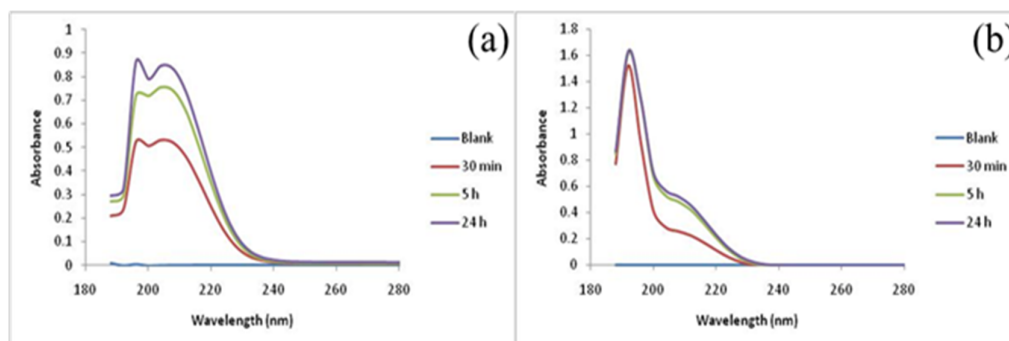 (a)
1
0.9
0.8
0.7
0.6
0.5
0.4
0.3
0.2
0.1
0
Absorbance
180 200 220 240 260 280
Wavelength (nm)
Blank
30 min
5 h
24 h
(b)
1.8
1.6
1.4
1.2
1
0.8
0.6
0.4
0.2
0
Absorbance
180 200 220 240 260 280
Wavelength (nm)
Blank
30 min
5 h
24 h